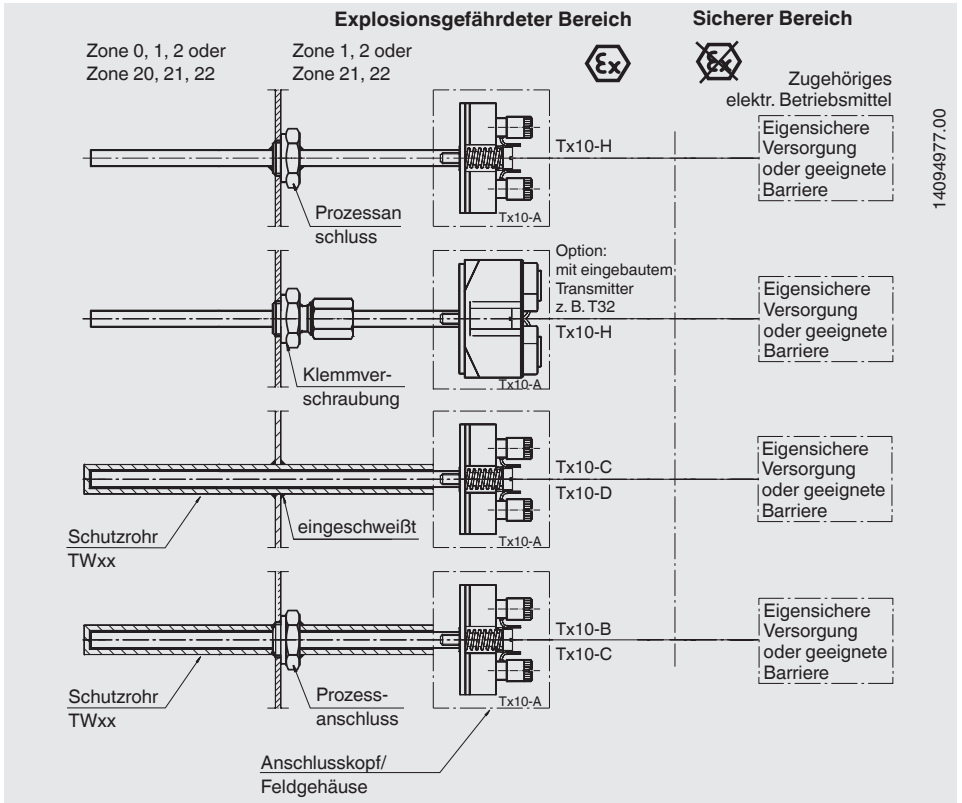 Explosionsgefährdeter Bereich
Sicherer Bereich
Zone 0, 1, 2 oder
Zone 20, 21, 22
Zone 1, 2 oder
Zone 21, 22
Ex
Ex
Zugehöriges
elektr. Betriebsmittel
14094977.00
Tx10-H
Tx10-A
Prozessan
schluss
Eigensichere
Versorgung
oder geeignete
Barriere
Option:
mit eingebautem
Transmitter
z. B. T32
Tx10-H
Tx10-A
Klemmver-
schraubung
Eigensichere
Versorgung
oder geeignete
Barriere
Tx10-C
Tx10-D
Tx10-A
eingeschweißt
Schutzrohr
TWxx
Eigensichere
Versorgung
oder geeignete
Barriere
Tx10-B
Tx10-C
Tx10-A
Schutzrohr
TWxx
Prozess-
anschluss
Eigensichere
Versorgung
oder geeignete
Barriere
Anschlusskopf/
Feldgehäuse